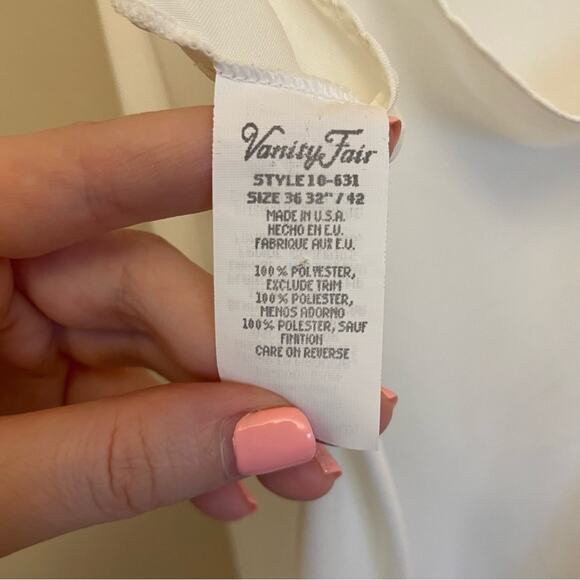 Vanity Fair
STYLE 10-631
SIZE 36 32" / 42
MADE IN U.S.A.
HECHO EN E.U.
FABRIQUE AUX E.U.
100% POLYESTER,
EXCLUDE TRIM
100% POLIESTER,
MENOS ADORNO
100% POLESTER, SAUF
FINITION
CARE ON REVERSE